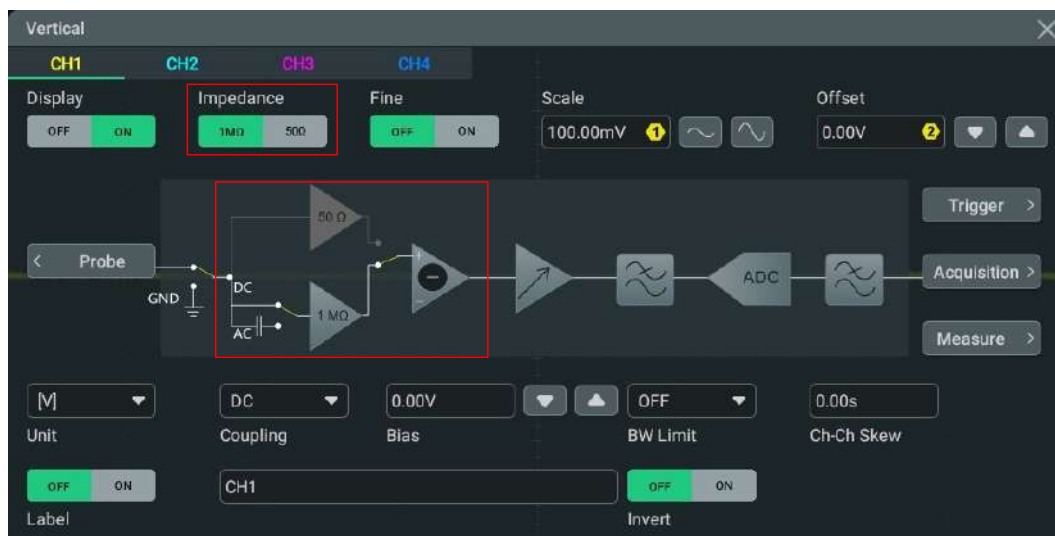 Vertical
CH1 CH2 CH3 CH4
Display Impedance Fine Scale Offset
OFF ON 1MΩ 50Ω OFF ON 100.00mV 1 0.00V 2
50 Ω
Trigger >
< Probe + ADC Acquisition >
GND DC
AC 1 MΩ
Measure >
[V] DC 0.00V OFF 0.00s
Unit Coupling Bias BW Limit Ch-Ch Skew
OFF ON CH1 OFF ON
Label Invert